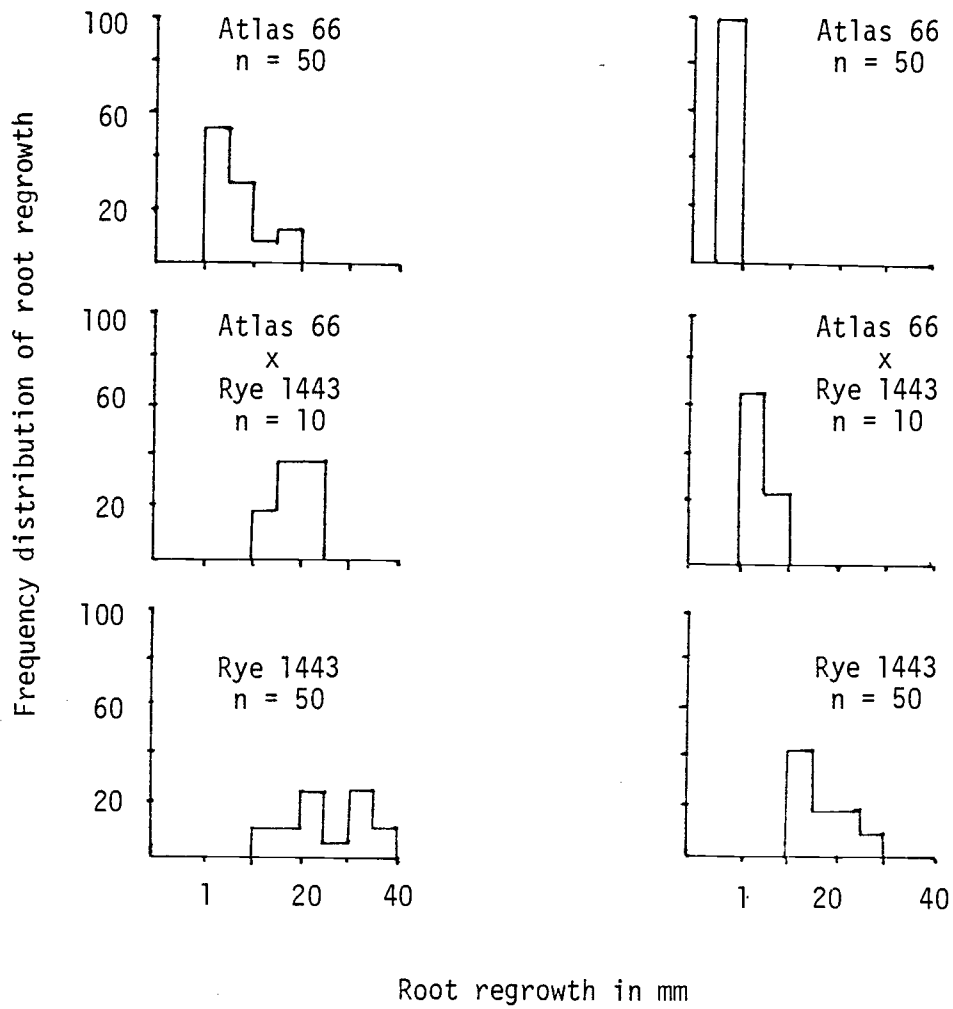 Frequency distribution of root regrowth
100
60
20
Atlas 66
n = 50
Atlas 66
n = 50
100
60
20
Atlas 66
x
Rye 1443
n = 10
Atlas 66
x
Rye 1443
n = 10
100
60
20
Rye 1443
n = 50
Rye 1443
n = 50
1 20 40
1 20 40
Root regrowth in mm